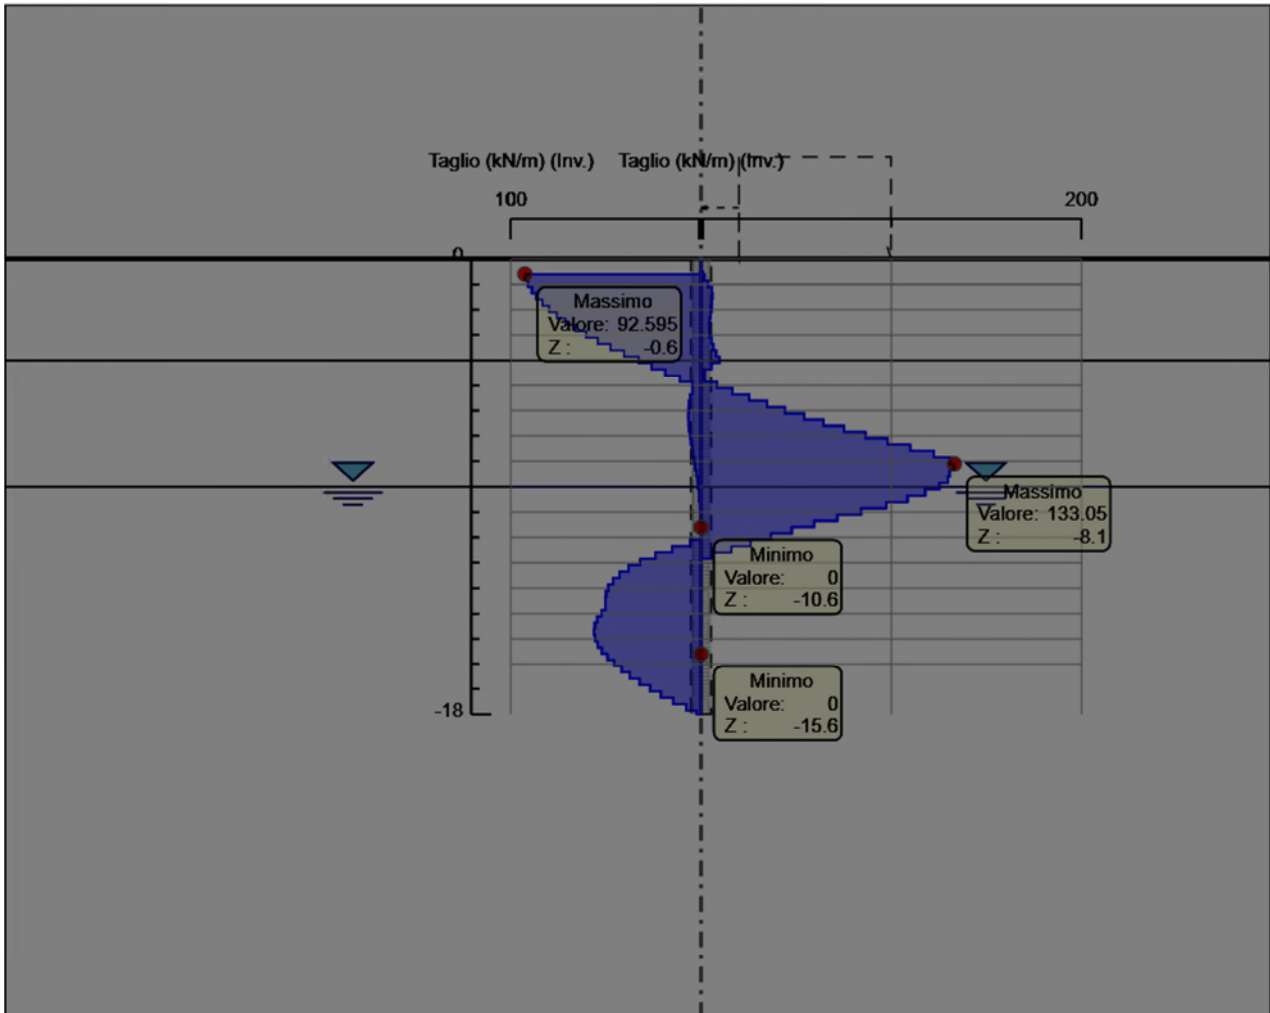 Taglio (kN/m) (Inv.) Taglio (kN/m) (Inv.)
100 200
0
Massimo
Valore: 92.595
Z : -0.6
Massimo
Valore: 133.05
Z : -8.1
Minimo
Valore: 0
Z : -10.6
Minimo
Valore: 0
Z : -15.6
-18